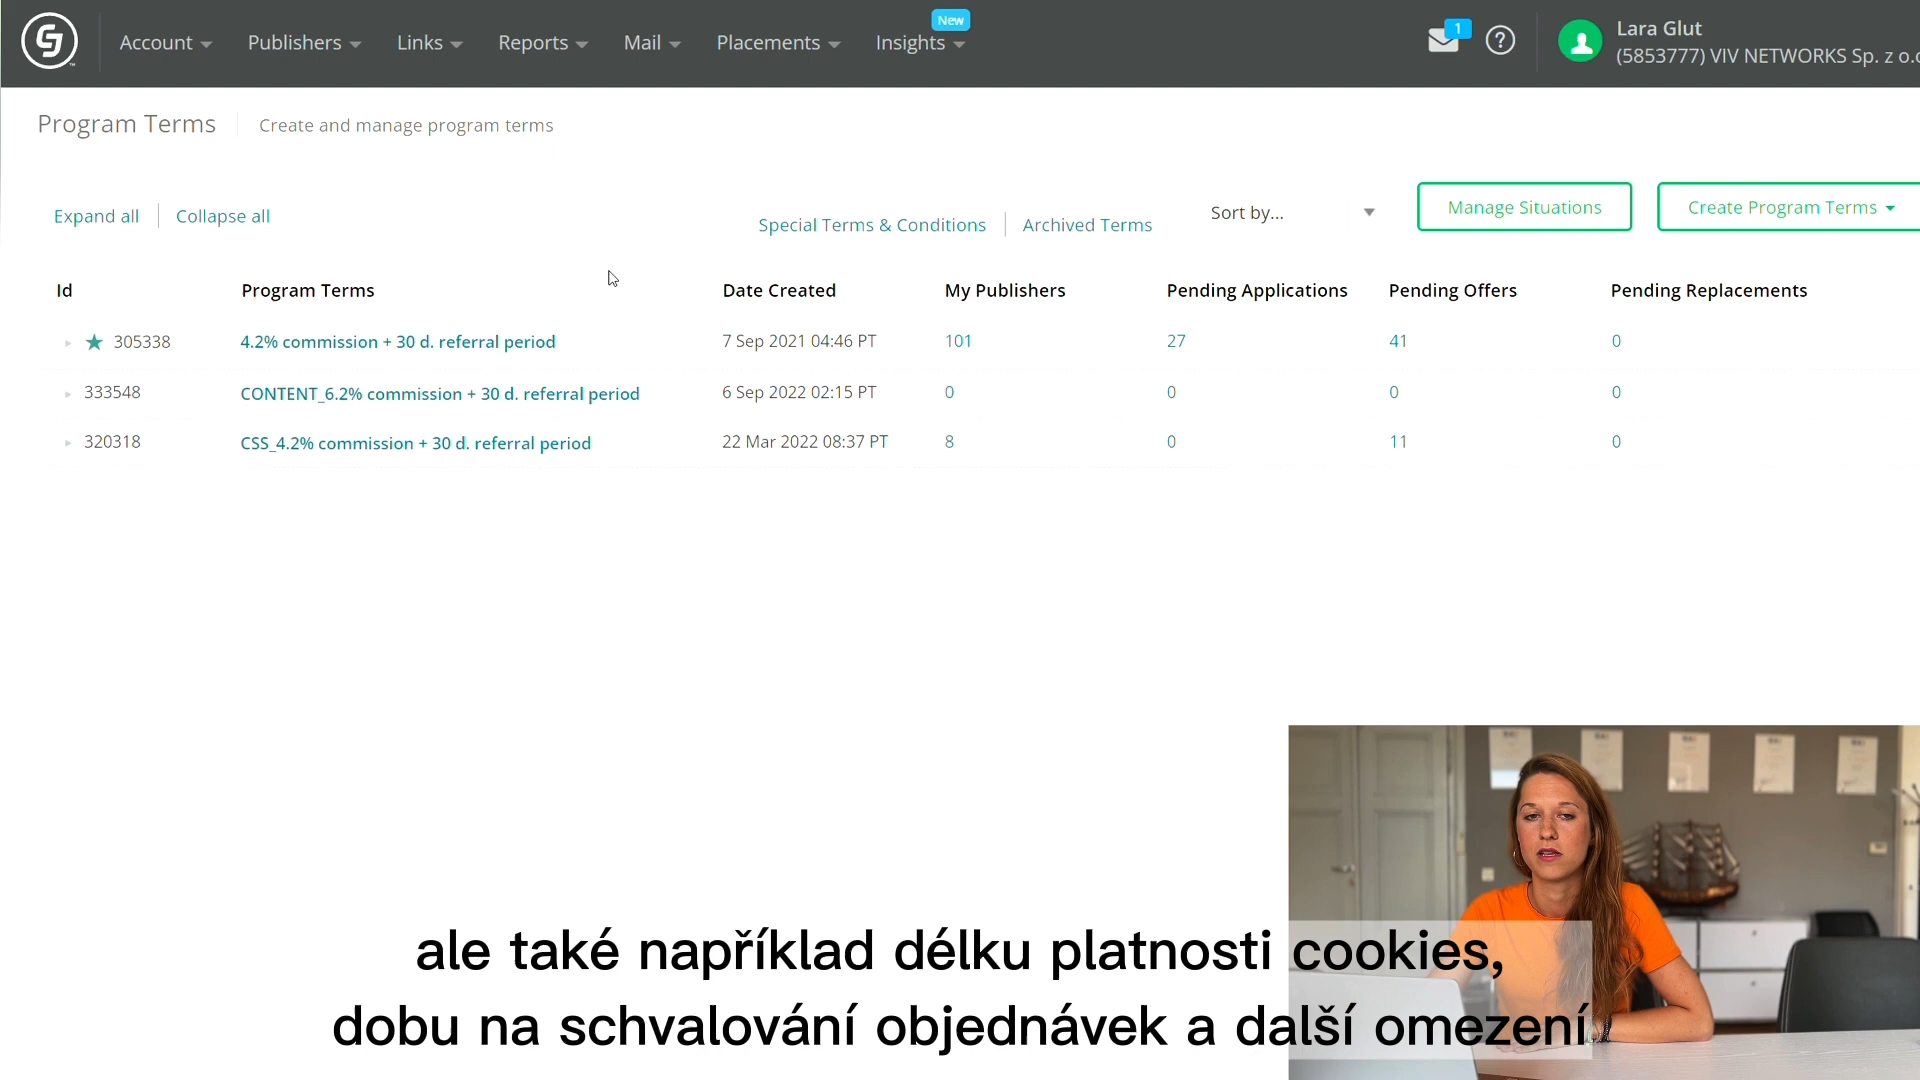 Account
Publishers
Links
Reports
Mail
Placements
Insights
New
1
?
Lara Glut
(5853777) VIV NETWORKS Sp. z o.o
Program Terms
Create and manage program terms
Expand all
Collapse all
Special Terms & Conditions
Archived Terms
Sort by...
Manage Situations
Create Program Terms
Id Program Terms Date Created My Publishers Pending Applications Pending Offers Pending Replacements
305338 4.2% commission + 30 d. referral period 7 Sep 2021 04:46 PT 101 27 41 0
333548 CONTENT_6.2% commission + 30 d. referral period 6 Sep 2022 02:15 PT 0 0 0 0
320318 CSS_4.2% commission + 30 d. referral period 22 Mar 2022 08:37 PT 8 0 11 0
ale také například délku platnosti cookies,
dobu na schvalování objednávek a další omezení